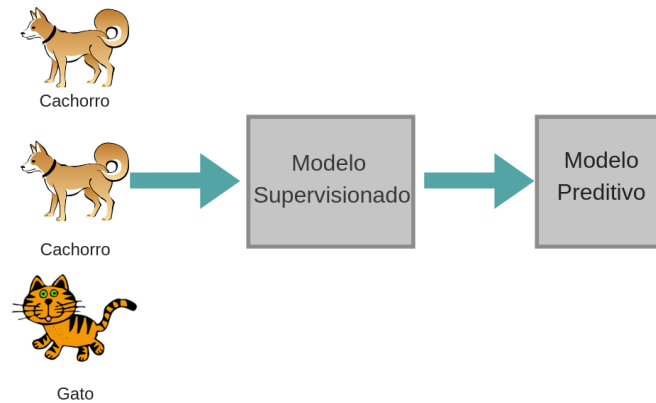 Cachorro
Cachorro
Gato
Modelo
Supervisionado
Modelo
Preditivo